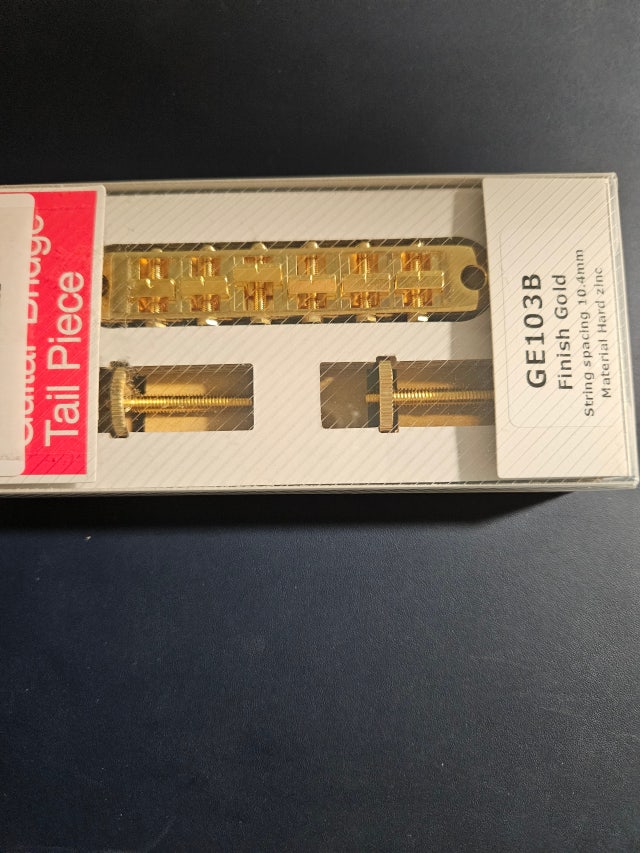 Guitar Bridge
Tail Piece
GE103B
Finish Gold
String spacing 10.4mm
Material Hard zinc